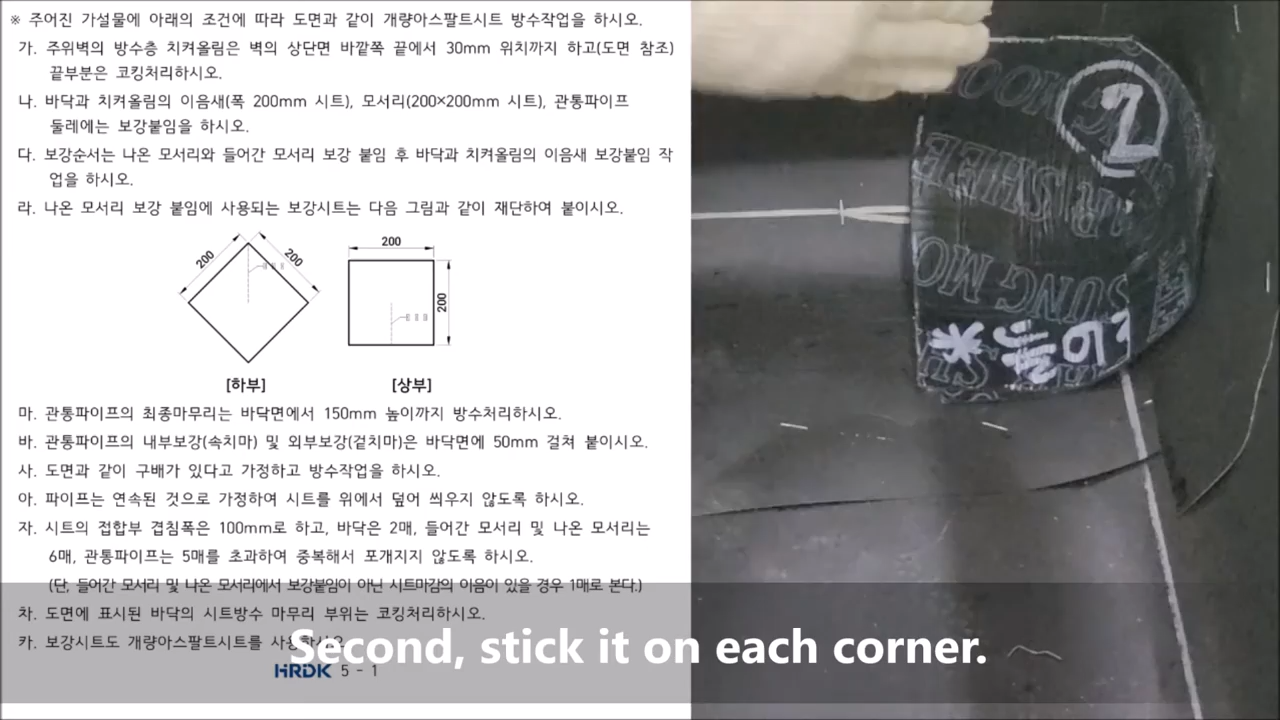 ※ 주어진 가설물에 아래의 조건에 따라 도면과 같이 개량아스팔트시트 방수작업을 하시오.
가. 주위벽의 방수층 치켜올림은 벽의 상단면 바깥쪽 끝에서 30mm 위치까지 하고(도면 참조)
끝부분은 코킹처리하시오.
나. 바닥과 치켜올림의 이음새(폭 200mm 시트), 모서리(200×200mm 시트), 관통파이프
둘레에는 보강붙임을 하시오.
다. 보강순서는 나온 모서리와 들어간 모서리 보강 붙임 후 바닥과 치켜올림의 이음새 보강붙임 작
업을 하시오.
라. 나온 모서리 보강 붙임에 사용되는 보강시트는 다음 그림과 같이 재단하여 붙이시오.
200 200 200
200
[하부] [상부]
마. 관통파이프의 최종마무리는 바닥면에서 150mm 높이까지 방수처리하시오.
바. 관통파이프의 내부보강(속치마) 및 외부보강(겉치마)은 바닥면에 50mm 걸쳐 붙이시오.
사. 도면과 같이 구배가 있다고 가정하고 방수작업을 하시오.
아. 파이프는 연속된 것으로 가정하여 시트를 위에서 덮어 씌우지 않도록 하시오.
자. 시트의 접합부 겹침폭은 100mm로 하고, 바닥은 2매, 들어간 모서리 및 나온 모서리는
6매, 관통파이프는 5매를 초과하여 중복해서 포개지지 않도록 하시오.
(단, 들어간 모서리 및 나온 모서리에서 보강붙임이 아닌 시트마감의 이음이 있을 경우 1매로 본다.)
차. 도면에 표시된 바닥의 시트방수 마무리 부위는 코킹처리하시오.
카. 보강시트도 개량아스팔트시트를 사용하시오
HRDK 5 - 1
2
SHEE
SUNG MO
Second, stick it on each corner.